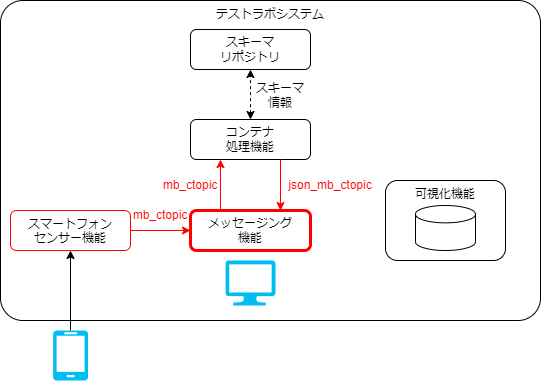 テストラボシステム
スキーマ
リポジトリ
スキーマ
情報
コンテナ
処理機能
mb_ctopic
json_mb_ctopic
可視化機能
mb_ctopic
スマートフォン
センサー機能
メッセージング
機能